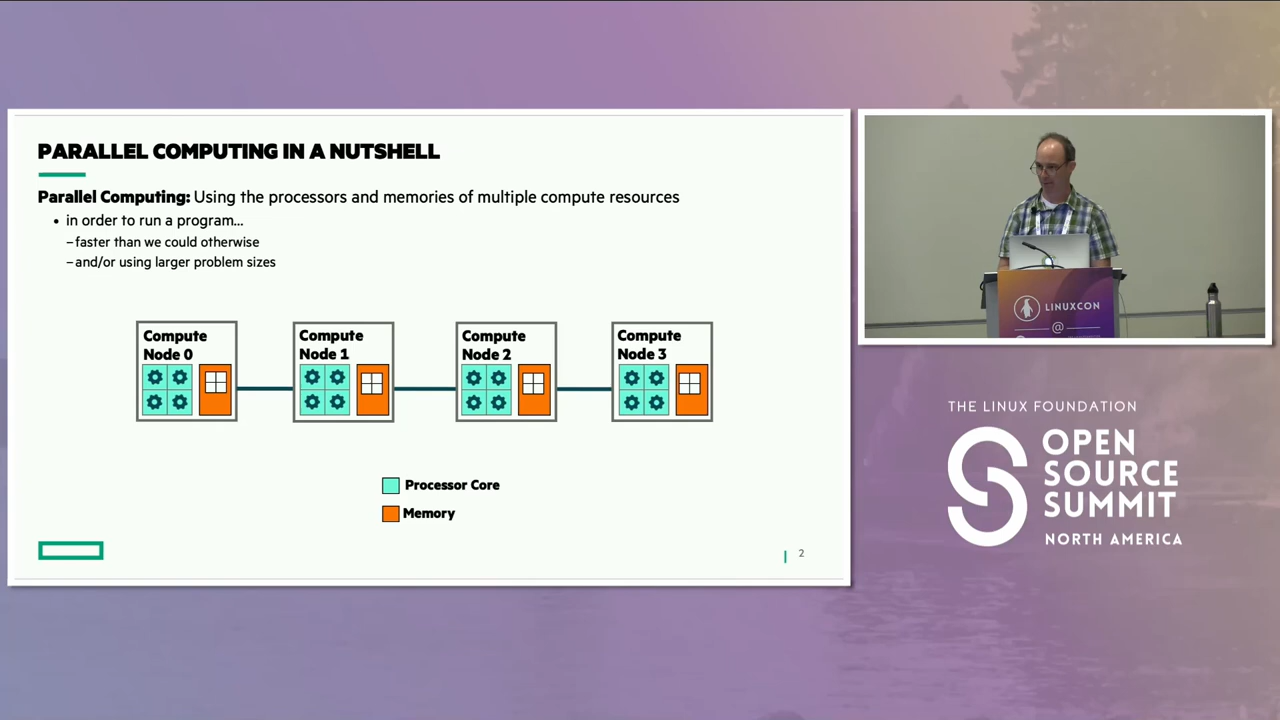 PARALLEL COMPUTING IN A NUTSHELL
Parallel Computing: Using the processors and memories of multiple compute resources
• in order to run a program...
– faster than we could otherwise
– and/or using larger problem sizes
Compute
Node 0
Compute
Node 1
Compute
Node 2
Compute
Node 3
Processor Core
Memory
2
LINUXCON
@
THE LINUX FOUNDATION
OPEN
SOURCE
SUMMIT
NORTH AMERICA